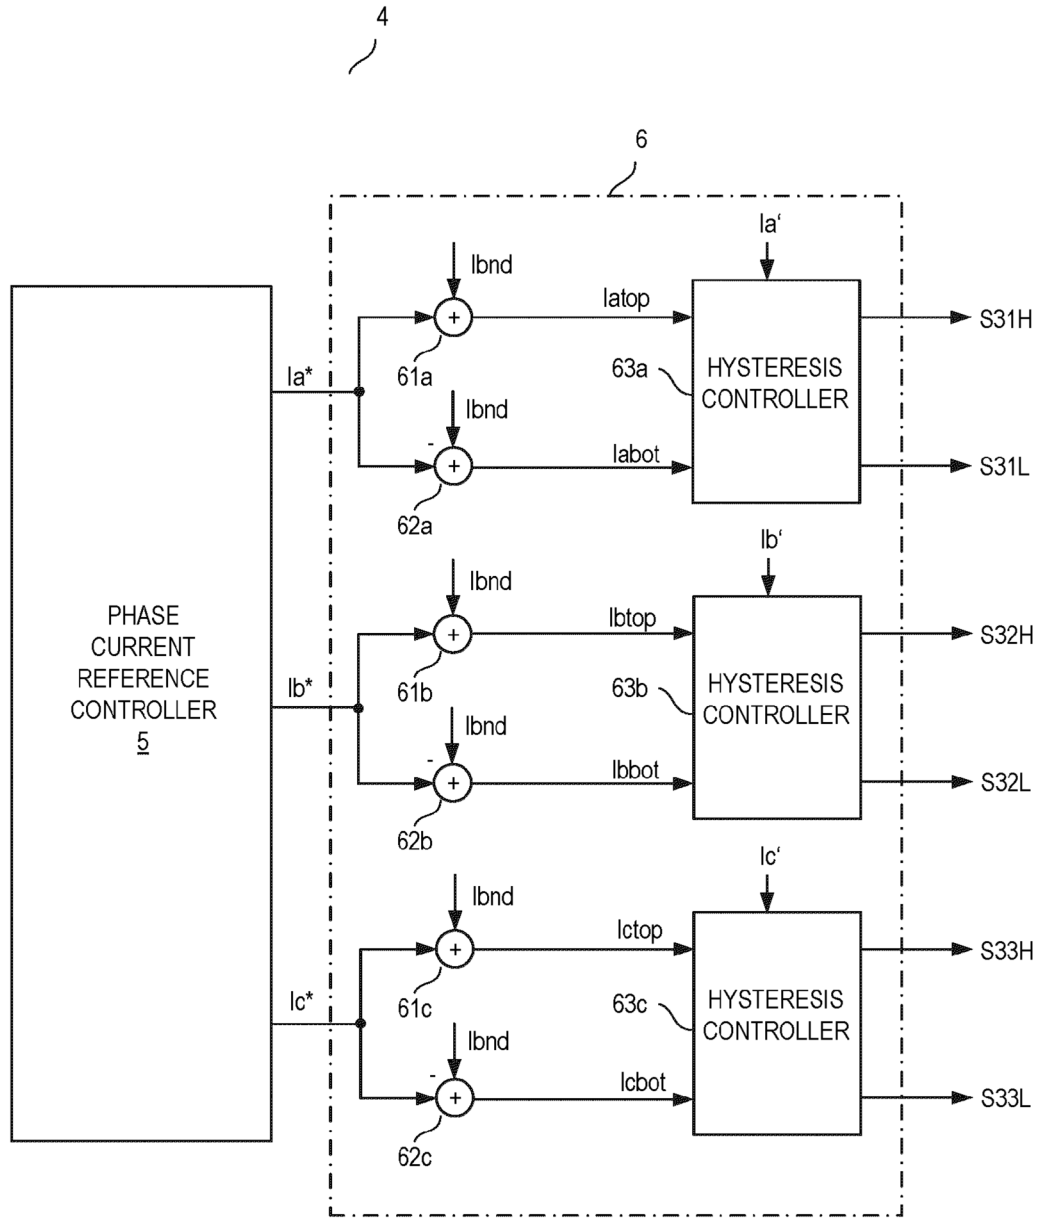 4
6
Ia‘
Ibnd
Iatop
S31H
61a
63a
HYSTERESIS
CONTROLLER
Ia*
Ibnd
-
Iabot
S31L
62a
Ib‘
Ibnd
Ibtop
S32H
PHASE
CURRENT
REFERENCE
CONTROLLER
5
61b
63b
HYSTERESIS
CONTROLLER
Ib*
Ibnd
-
Ibbot
S32L
62b
Ic‘
Ibnd
Ictop
S33H
61c
63c
HYSTERESIS
CONTROLLER
Ic*
Ibnd
-
Icbot
S33L
62c
+
+
+
+
+
+